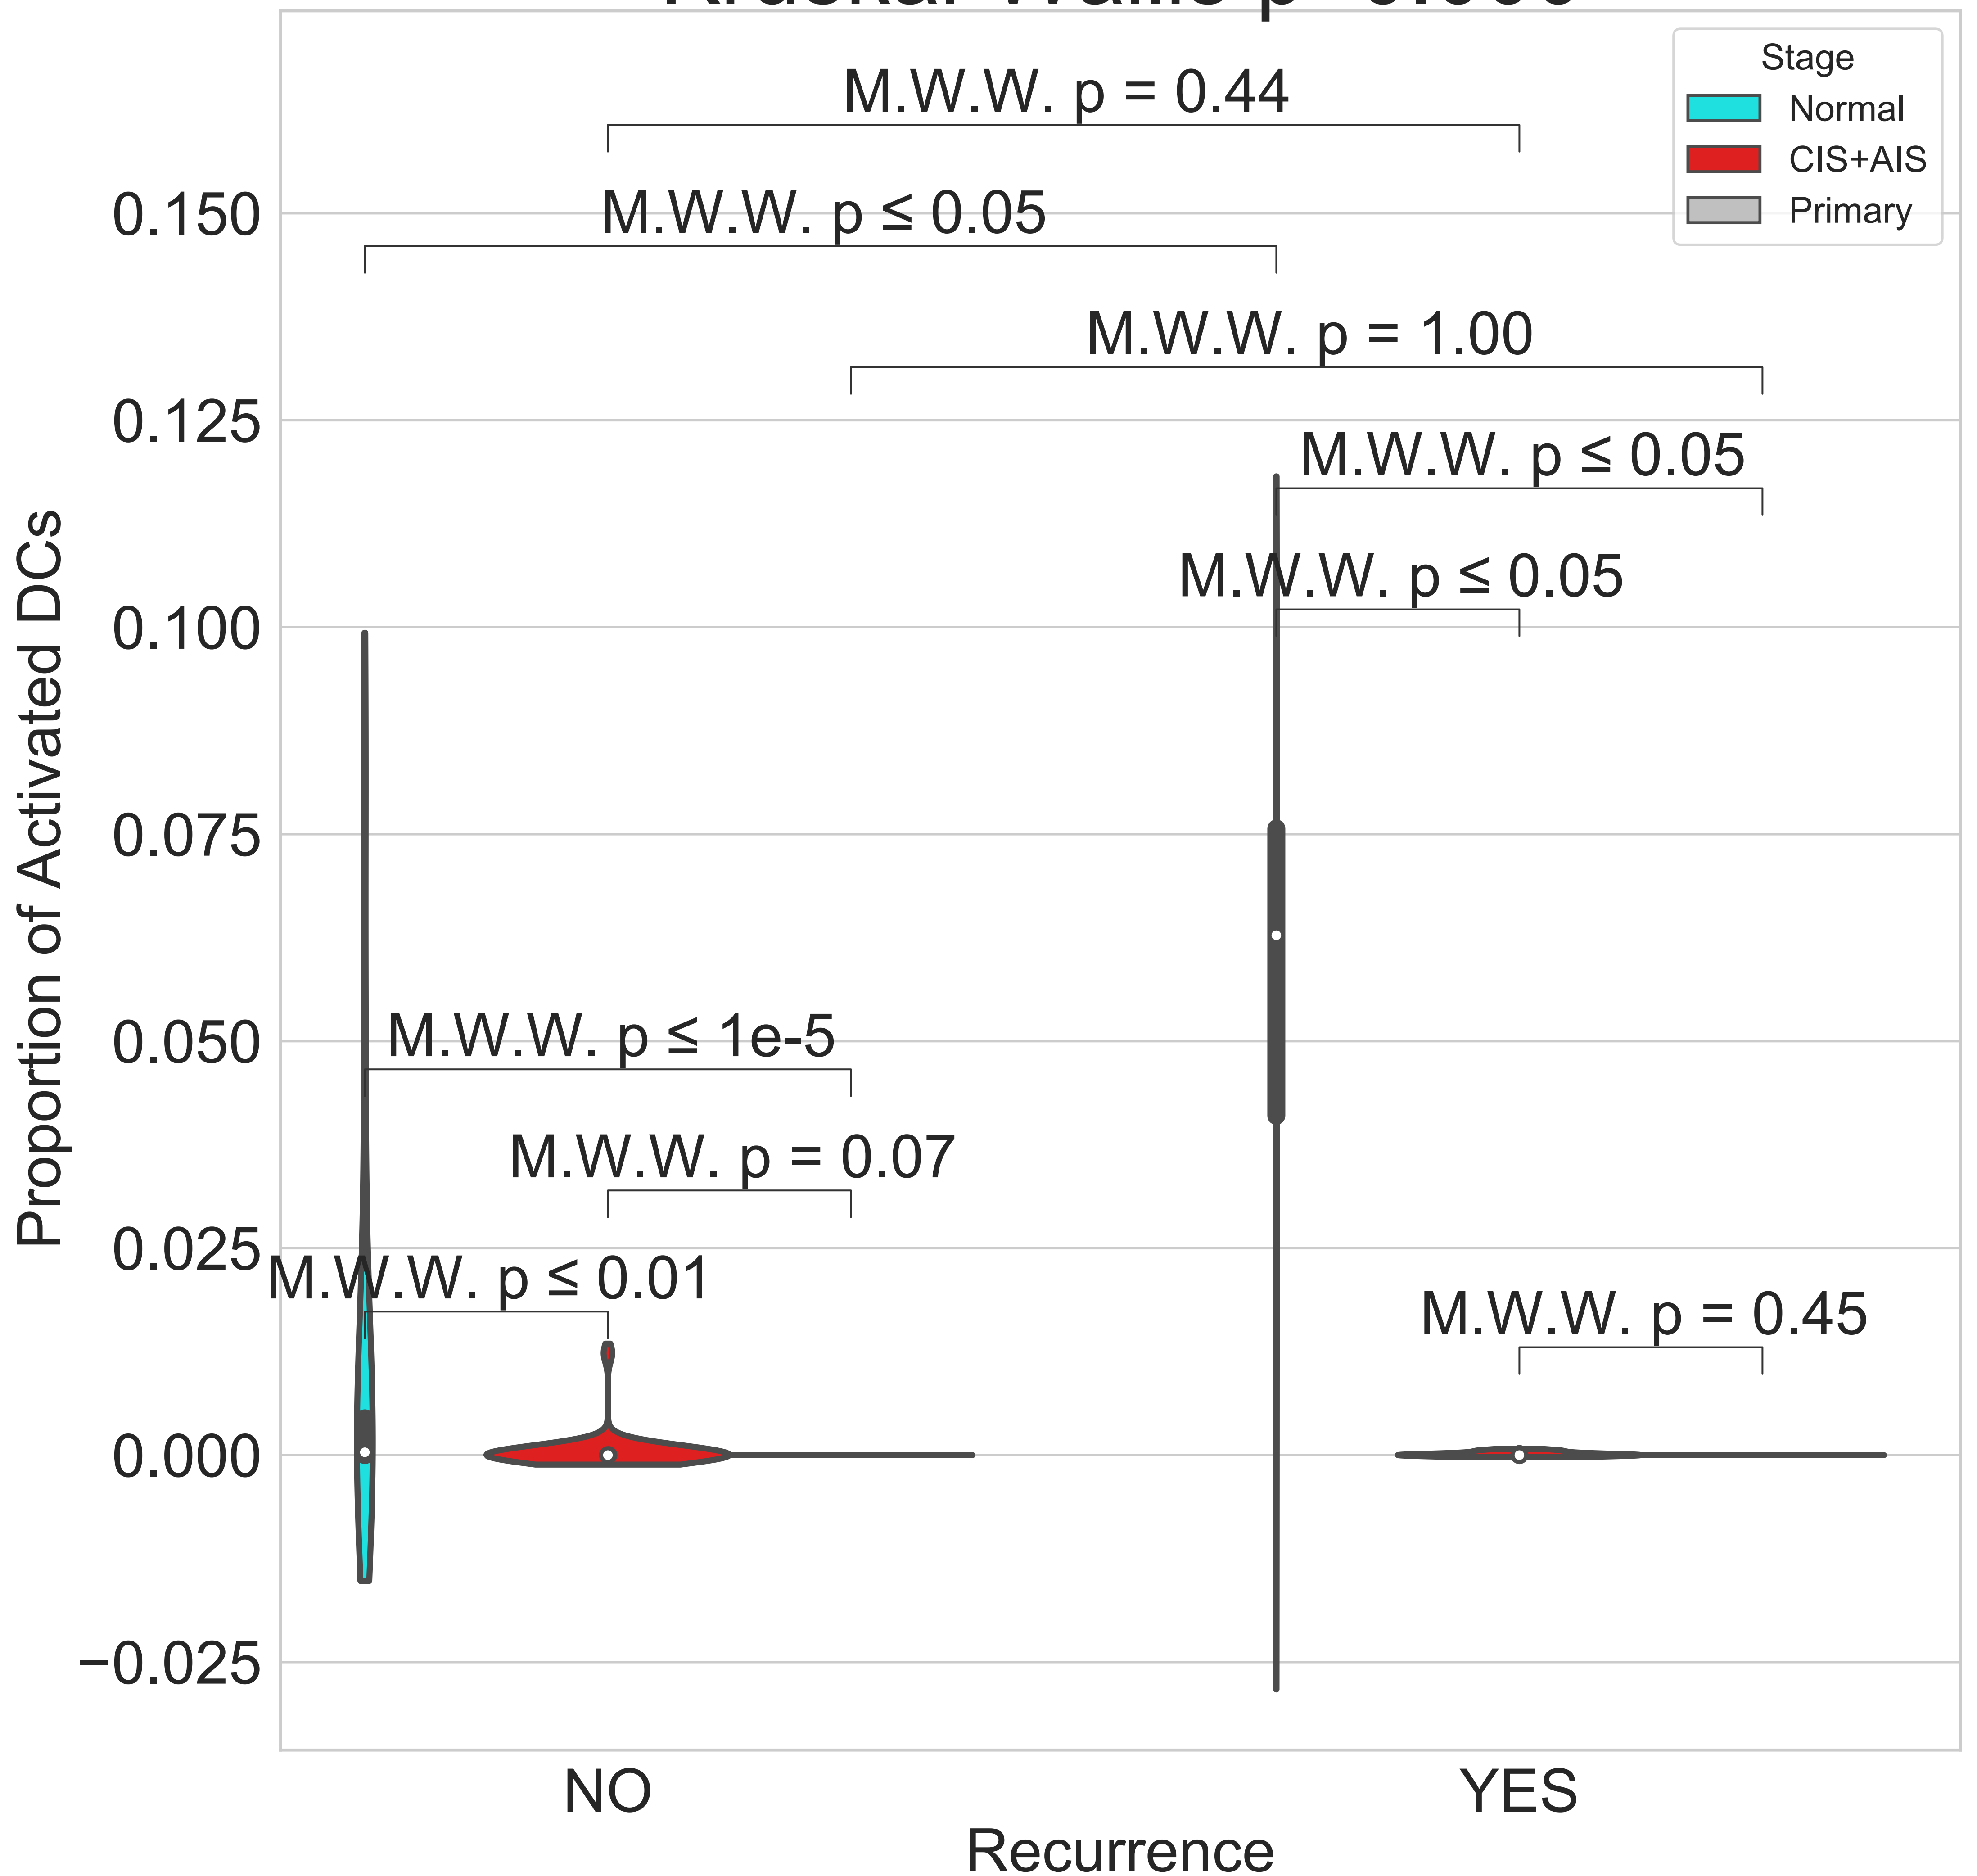 Stage
Normal
CIS+AIS
Primary
M.W.W. p = 0.44
M.W.W. p ≤ 0.05
M.W.W. p = 1.00
M.W.W. p ≤ 0.05
M.W.W. p ≤ 0.05
M.W.W. p ≤ 1e-5
M.W.W. p = 0.07
M.W.W. p ≤ 0.01
M.W.W. p = 0.45
0.150
0.125
0.100
0.075
0.050
0.025
0.000
−0.025
Proportion of Activated DCs
NO
YES
Recurrence